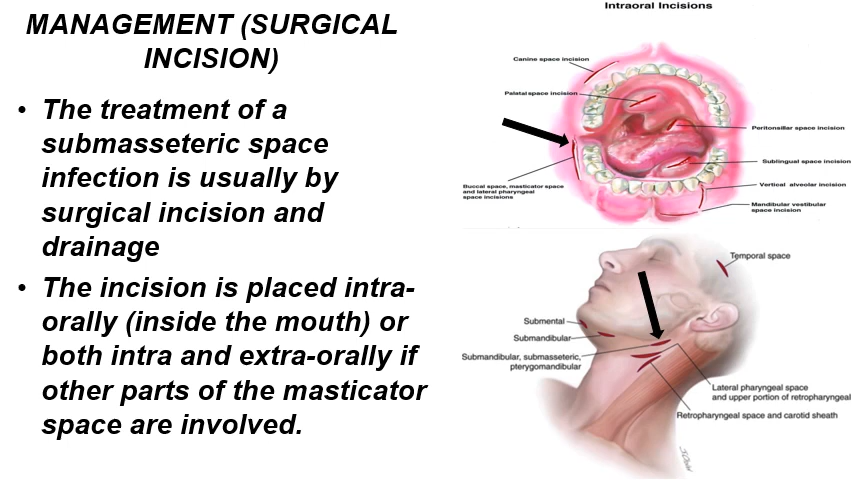 MANAGEMENT (SURGICAL
INCISION)
• The treatment of a
submasseteric space
infection is usually by
surgical incision and
drainage
• The incision is placed intra-
orally (inside the mouth) or
both intra and extra-orally if
other parts of the masticator
space are involved.
Intraoral Incisions
Canine space incision
Palatal space incision
Peritonsillar space incision
Sublingual space incision
Vertical alveolar incision
Buccal space, masticator space
and lateral pharyngeal
space incisions
Mandibular vestibular
space incision
Temporal space
Submental
Submandibular
Submandibular, submasseteric,
pterygomandibular
Lateral pharyngeal space
and upper portion of retropharyngeal
Retropharyngeal space and carotid sheath